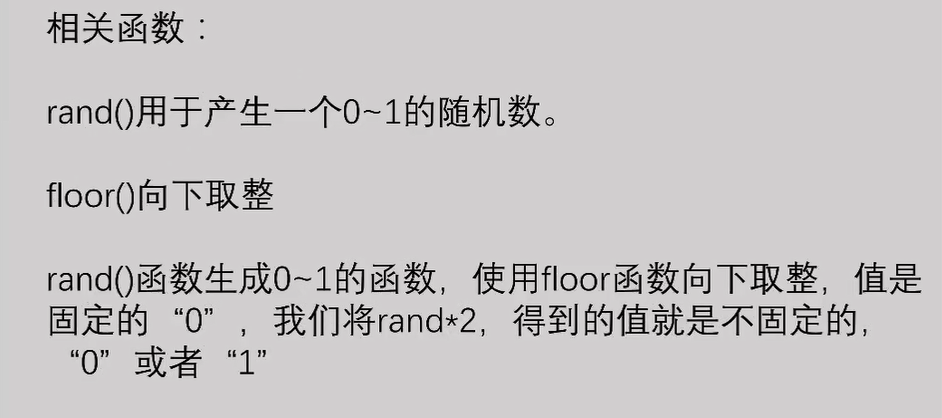 相关函数：
rand()用于产生一个0~1的随机数。
floor()向下取整
rand()函数生成0~1的函数，使用floor函数向下取整，值是
固定的“0”，我们将rand*2，得到的值就是不固定的，
“0”或者“1”